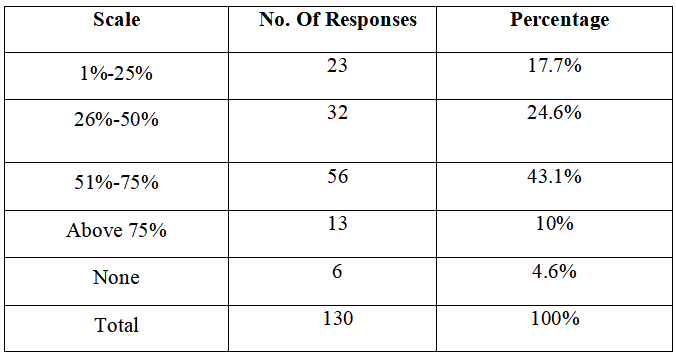 Scale No. Of Responses Percentage
1%-25% 23 17.7%
26%-50% 32 24.6%
51%-75% 56 43.1%
Above 75% 13 10%
None 6 4.6%
Total 130 100%